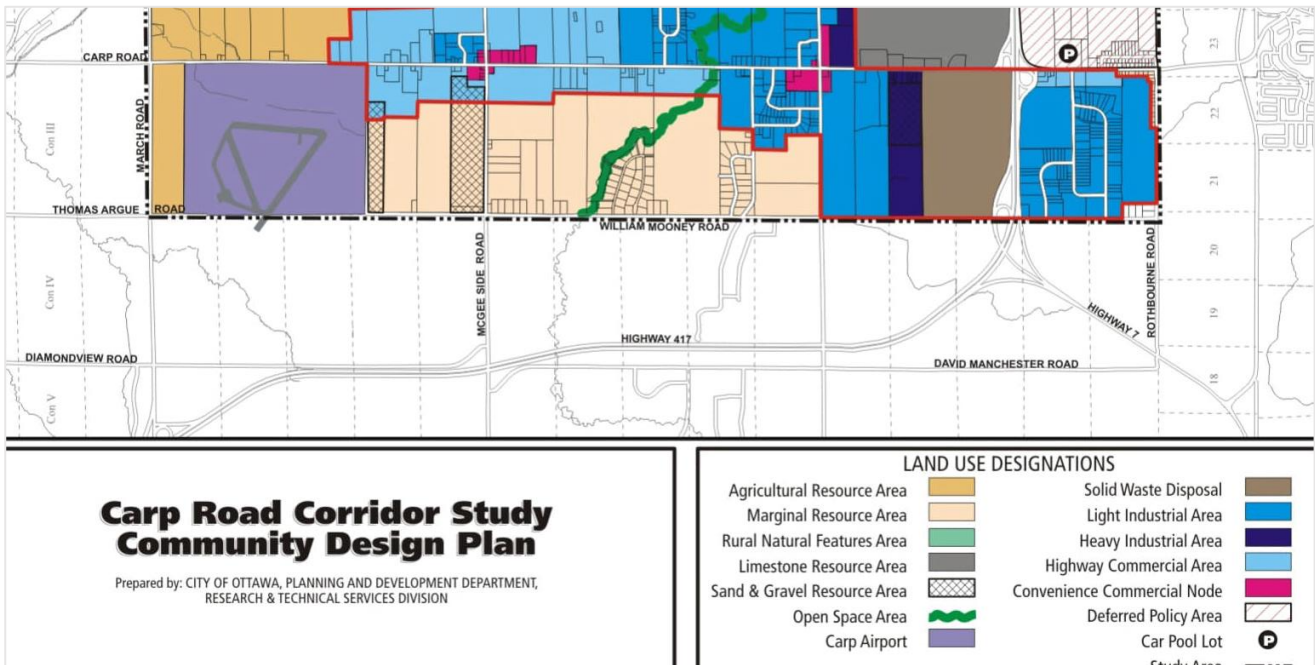 CARP ROAD
MARCH ROAD
Con III
23
22
21
THOMAS ARGUE ROAD
WILLIAM MOONEY ROAD
MCGEE SIDE ROAD
Con IV
20
19
18
ROTHBOURNE ROAD
HIGHWAY 7
HIGHWAY 417
DIAMONDVIEW ROAD
DAVID MANCHESTER ROAD
Con V
P
Carp Road Corridor Study
Community Design Plan
Prepared by: CITY OF OTTAWA, PLANNING AND DEVELOPMENT DEPARTMENT,
RESEARCH & TECHNICAL SERVICES DIVISION
LAND USE DESIGNATIONS
Agricultural Resource Area
Marginal Resource Area
Rural Natural Features Area
Limestone Resource Area
Sand & Gravel Resource Area
Open Space Area
Carp Airport
Solid Waste Disposal
Light Industrial Area
Heavy Industrial Area
Highway Commercial Area
Convenience Commercial Node
Deferred Policy Area
Car Pool Lot
P
Study Area